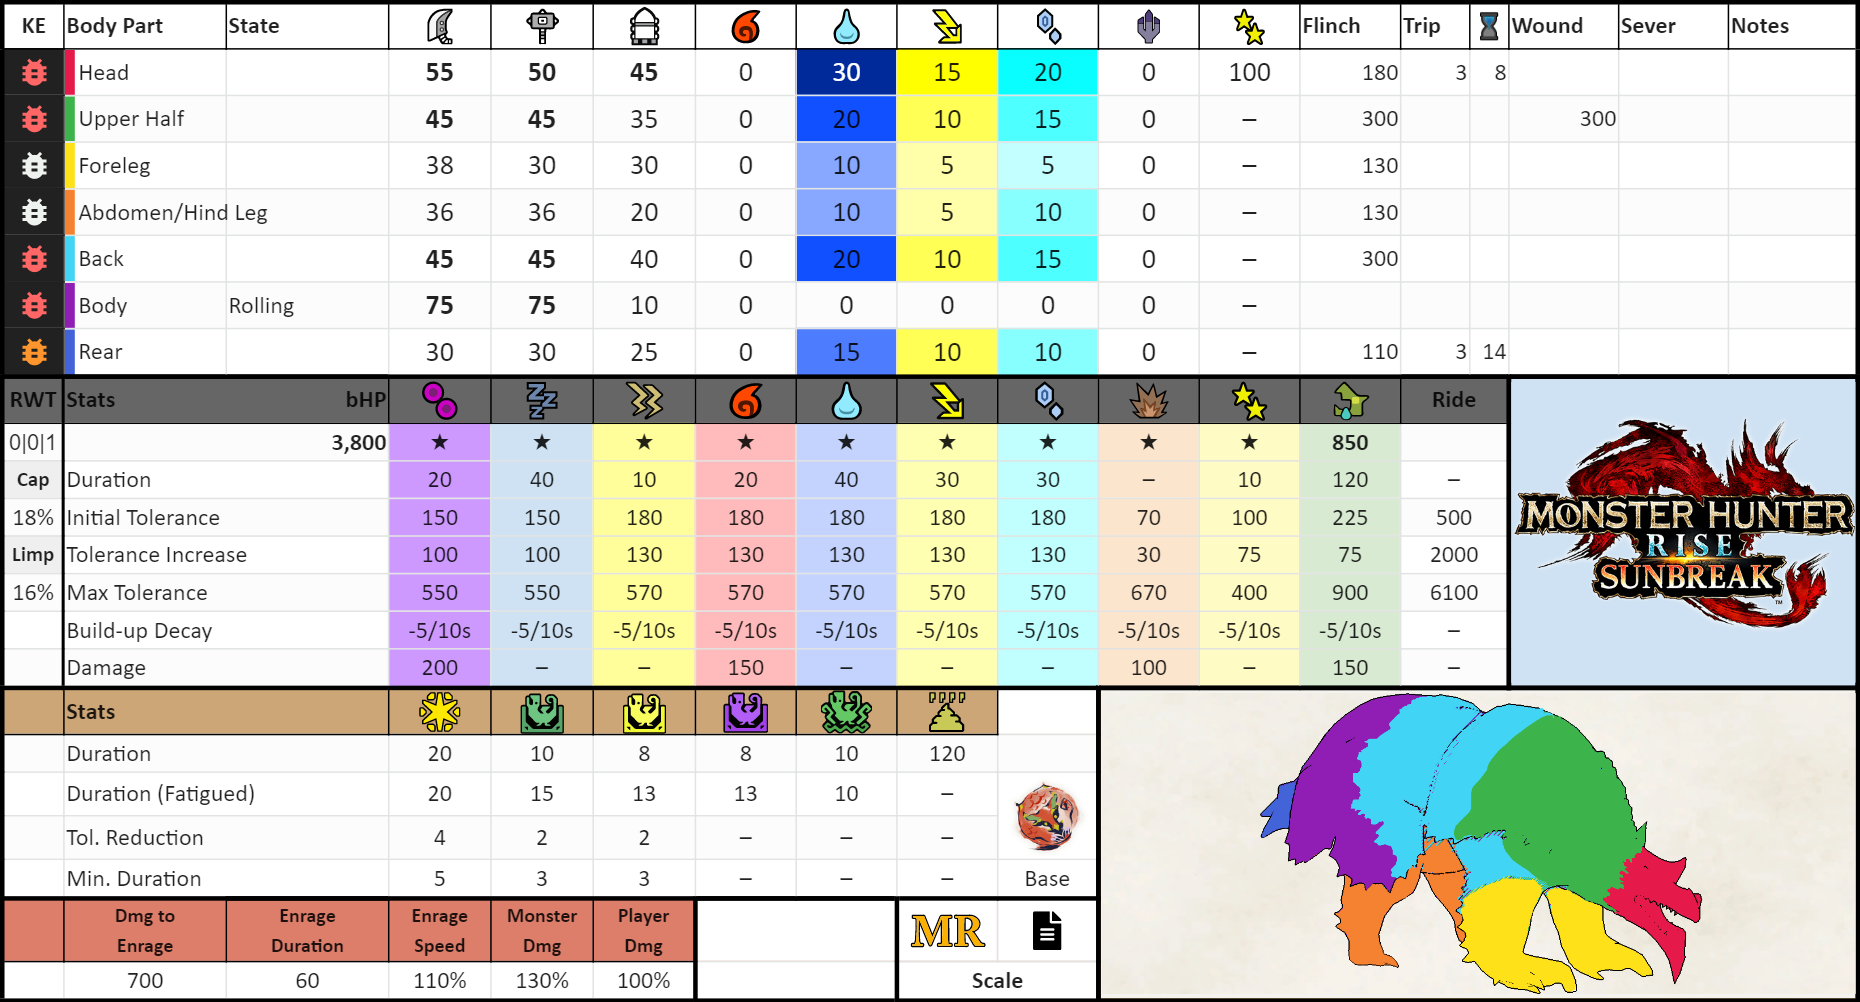 KE Body Part State Flinch Trip Wound Sever Notes
Head 55 50 45 0 30 15 20 0 100 180 3 8
Upper Half 45 45 35 0 20 10 15 0 – 300 300
Foreleg 38 30 30 0 10 5 5 0 – 130
Abdomen/Hind Leg 36 36 20 0 10 5 10 0 – 130
Back 45 45 40 0 20 10 15 0 – 300
Body Rolling 75 75 10 0 0 0 0 0 –
Rear 30 30 25 0 15 10 10 0 – 110 3 14
RWT Stats bHP Ride
0|0|1 3,800 ★ ★ ★ ★ ★ ★ ★ ★ ★ 850
Cap Duration 20 40 10 20 40 30 30 – 10 120 –
18% Initial Tolerance 150 150 180 180 180 180 180 70 100 225 500
Limp Tolerance Increase 100 100 130 130 130 130 130 30 75 75 2000
16% Max Tolerance 550 550 570 570 570 570 570 670 400 900 6100
Build-up Decay -5/10s -5/10s -5/10s -5/10s -5/10s -5/10s -5/10s -5/10s -5/10s -5/10s –
Damage 200 – – 150 – – – 100 – 150 –
MONSTER HUNTER
RISE
SUNBREAK
™
Stats
Duration 20 10 8 8 10 120
Duration (Fatigued) 20 15 13 13 10 –
Tol. Reduction 4 2 2 – – –
Min. Duration 5 3 3 – – – Base
Dmg to Enrage Enrage Monster Player
Enrage Duration Speed Dmg Dmg
MR
700 60 110% 130% 100% Scale